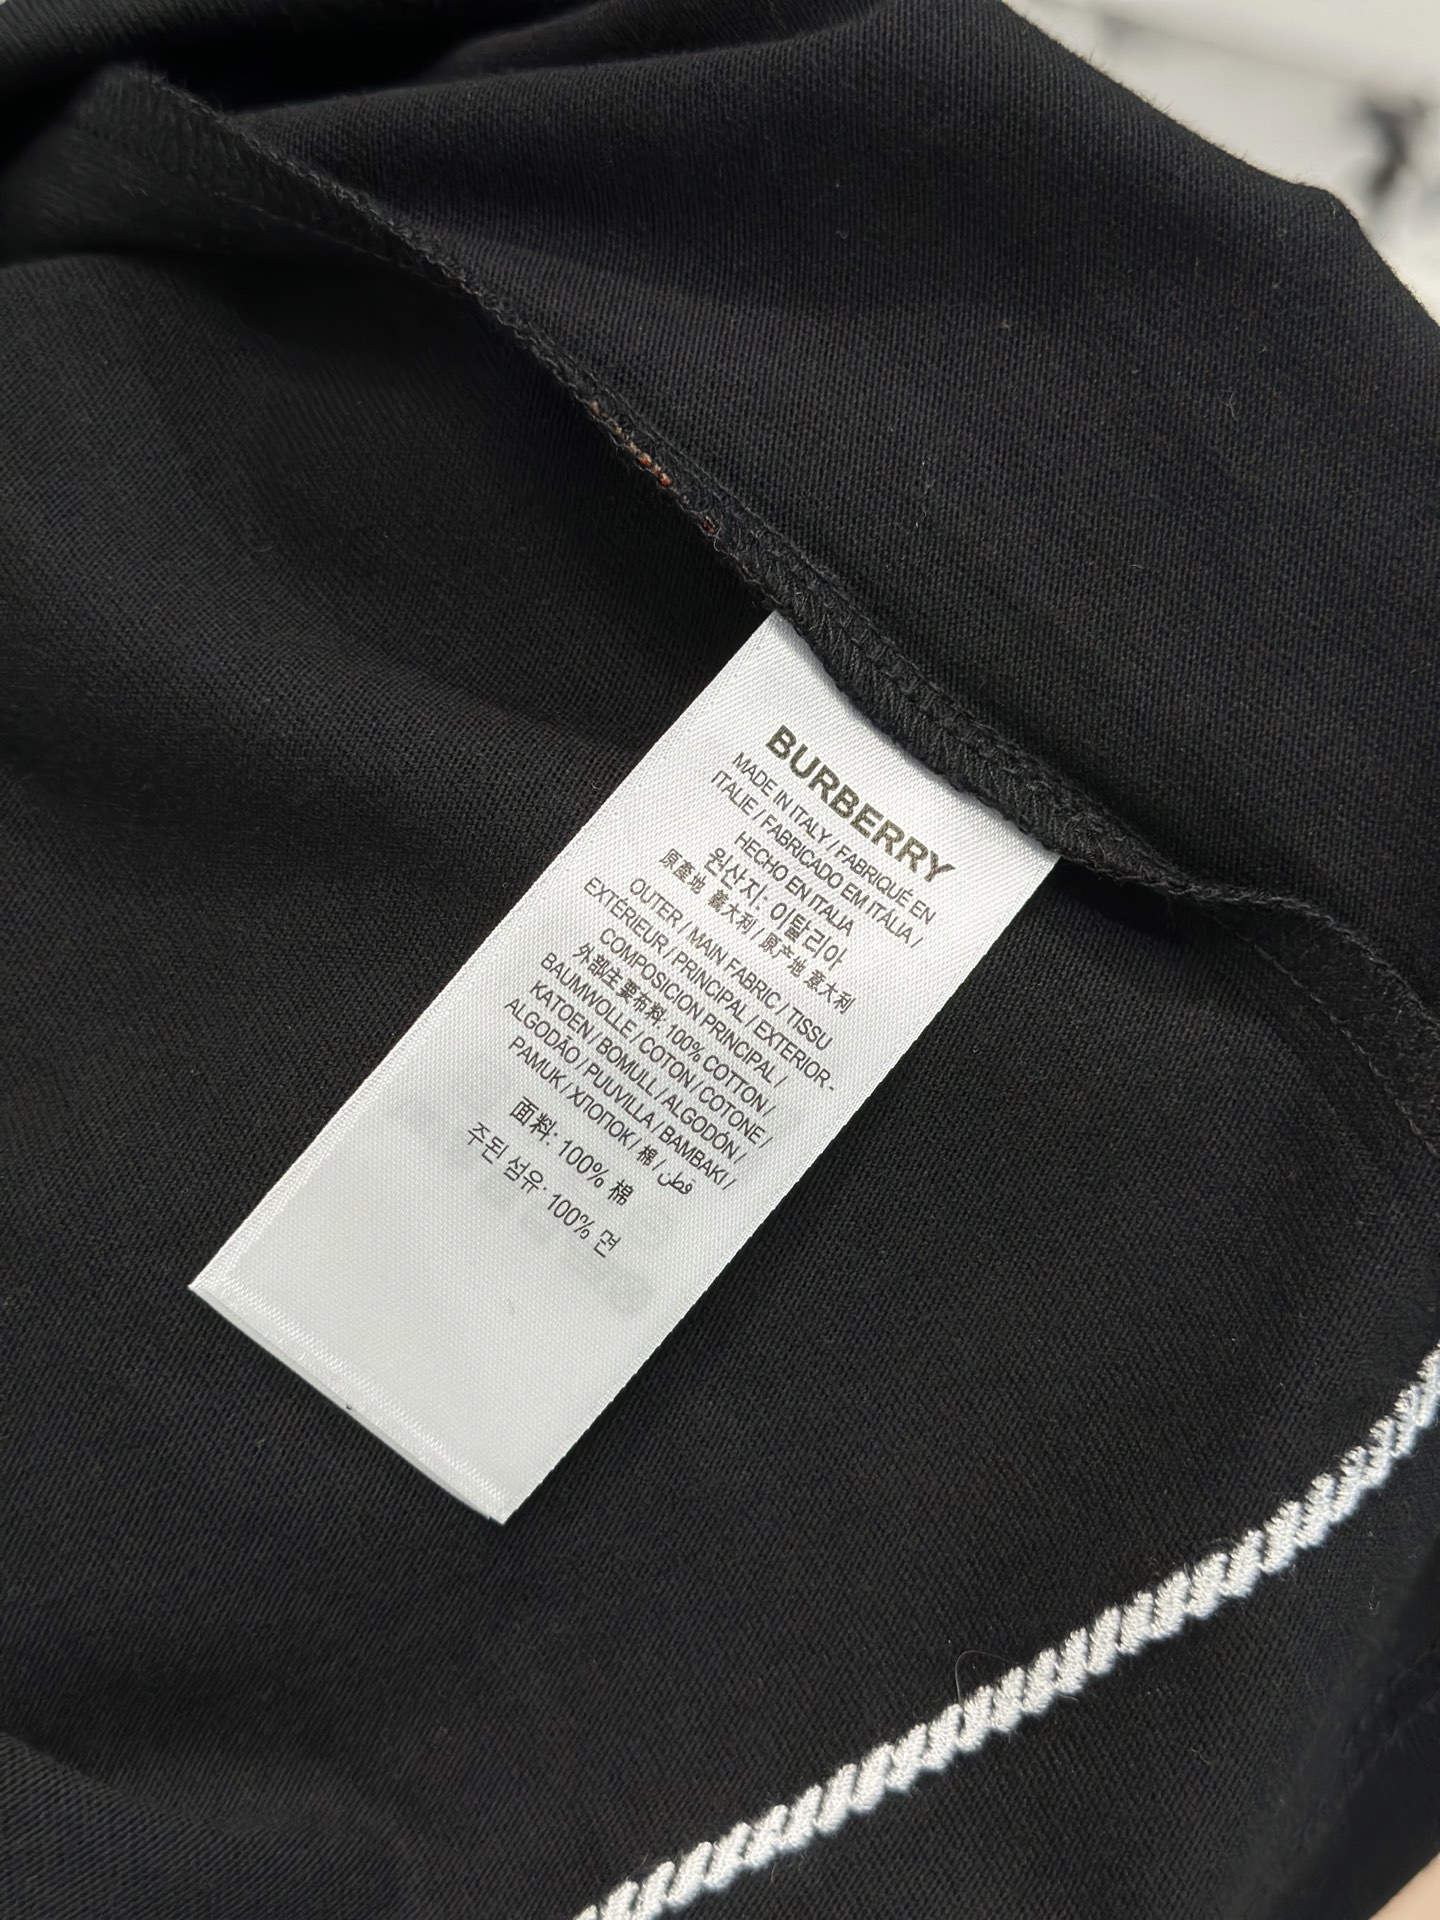 BURBERRY
MADE IN ITALY / FABRIQUÉ EN
ITALIE / FABRICADO EM ITÁLIA /
HECHO EN ITALIA
원산지: 이탈리아
原產地 義大利 / 原产地 意大利
OUTER / MAIN FABRIC / TISSU
EXTÉRIEUR / PRINCIPAL / EXTERIOR -
COMPOSICION PRINCIPAL /
外部主要布料: 100% COTTON /
BAUMWOLLE / COTON / COTONE /
KATOEN / BOMULL / ALGODÓN /
ALGODÃO / PUUVILLA / BAMBAKI /
PAMUK / ХЛОПОК / 棉 / قطن
面料: 100% 棉
주된 섬유: 100% 면